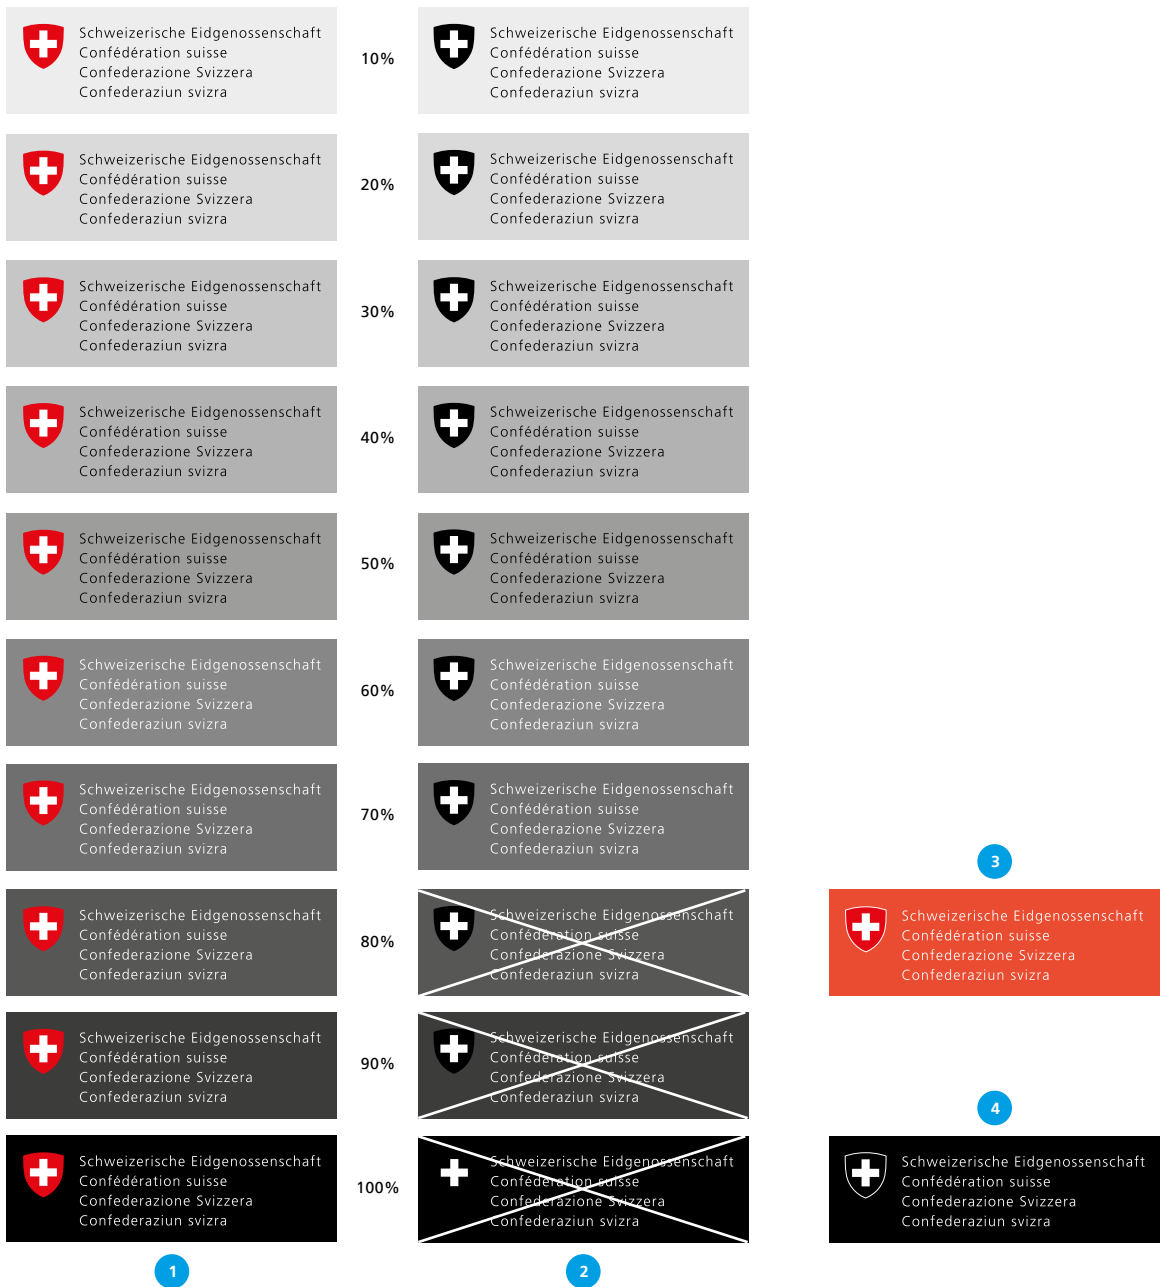 Schweizerische Eidgenossenschaft
Confédération suisse
Confederazione Svizzera
Confederaziun svizra
10%
Schweizerische Eidgenossenschaft
Confédération suisse
Confederazione Svizzera
Confederaziun svizra
Schweizerische Eidgenossenschaft
Confédération suisse
Confederazione Svizzera
Confederaziun svizra
20%
Schweizerische Eidgenossenschaft
Confédération suisse
Confederazione Svizzera
Confederaziun svizra
Schweizerische Eidgenossenschaft
Confédération suisse
Confederazione Svizzera
Confederaziun svizra
30%
Schweizerische Eidgenossenschaft
Confédération suisse
Confederazione Svizzera
Confederaziun svizra
Schweizerische Eidgenossenschaft
Confédération suisse
Confederazione Svizzera
Confederaziun svizra
40%
Schweizerische Eidgenossenschaft
Confédération suisse
Confederazione Svizzera
Confederaziun svizra
Schweizerische Eidgenossenschaft
Confédération suisse
Confederazione Svizzera
Confederaziun svizra
50%
Schweizerische Eidgenossenschaft
Confédération suisse
Confederazione Svizzera
Confederaziun svizra
Schweizerische Eidgenossenschaft
Confédération suisse
Confederazione Svizzera
Confederaziun svizra
60%
Schweizerische Eidgenossenschaft
Confédération suisse
Confederazione Svizzera
Confederaziun svizra
Schweizerische Eidgenossenschaft
Confédération suisse
Confederazione Svizzera
Confederaziun svizra
70%
Schweizerische Eidgenossenschaft
Confédération suisse
Confederazione Svizzera
Confederaziun svizra
3
Schweizerische Eidgenossenschaft
Confédération suisse
Confederazione Svizzera
Confederaziun svizra
80%
Schweizerische Eidgenossenschaft
Confédération suisse
Confederazione Svizzera
Confederaziun svizra
Schweizerische Eidgenossenschaft
Confédération suisse
Confederazione Svizzera
Confederaziun svizra
Schweizerische Eidgenossenschaft
Confédération suisse
Confederazione Svizzera
Confederaziun svizra
90%
Schweizerische Eidgenossenschaft
Confédération suisse
Confederazione Svizzera
Confederaziun svizra
4
Schweizerische Eidgenossenschaft
Confédération suisse
Confederazione Svizzera
Confederaziun svizra
100%
Schweizerische Eidgenossenschaft
Confédération suisse
Confederazione Svizzera
Confederaziun svizra
Schweizerische Eidgenossenschaft
Confédération suisse
Confederazione Svizzera
Confederaziun svizra
1
2